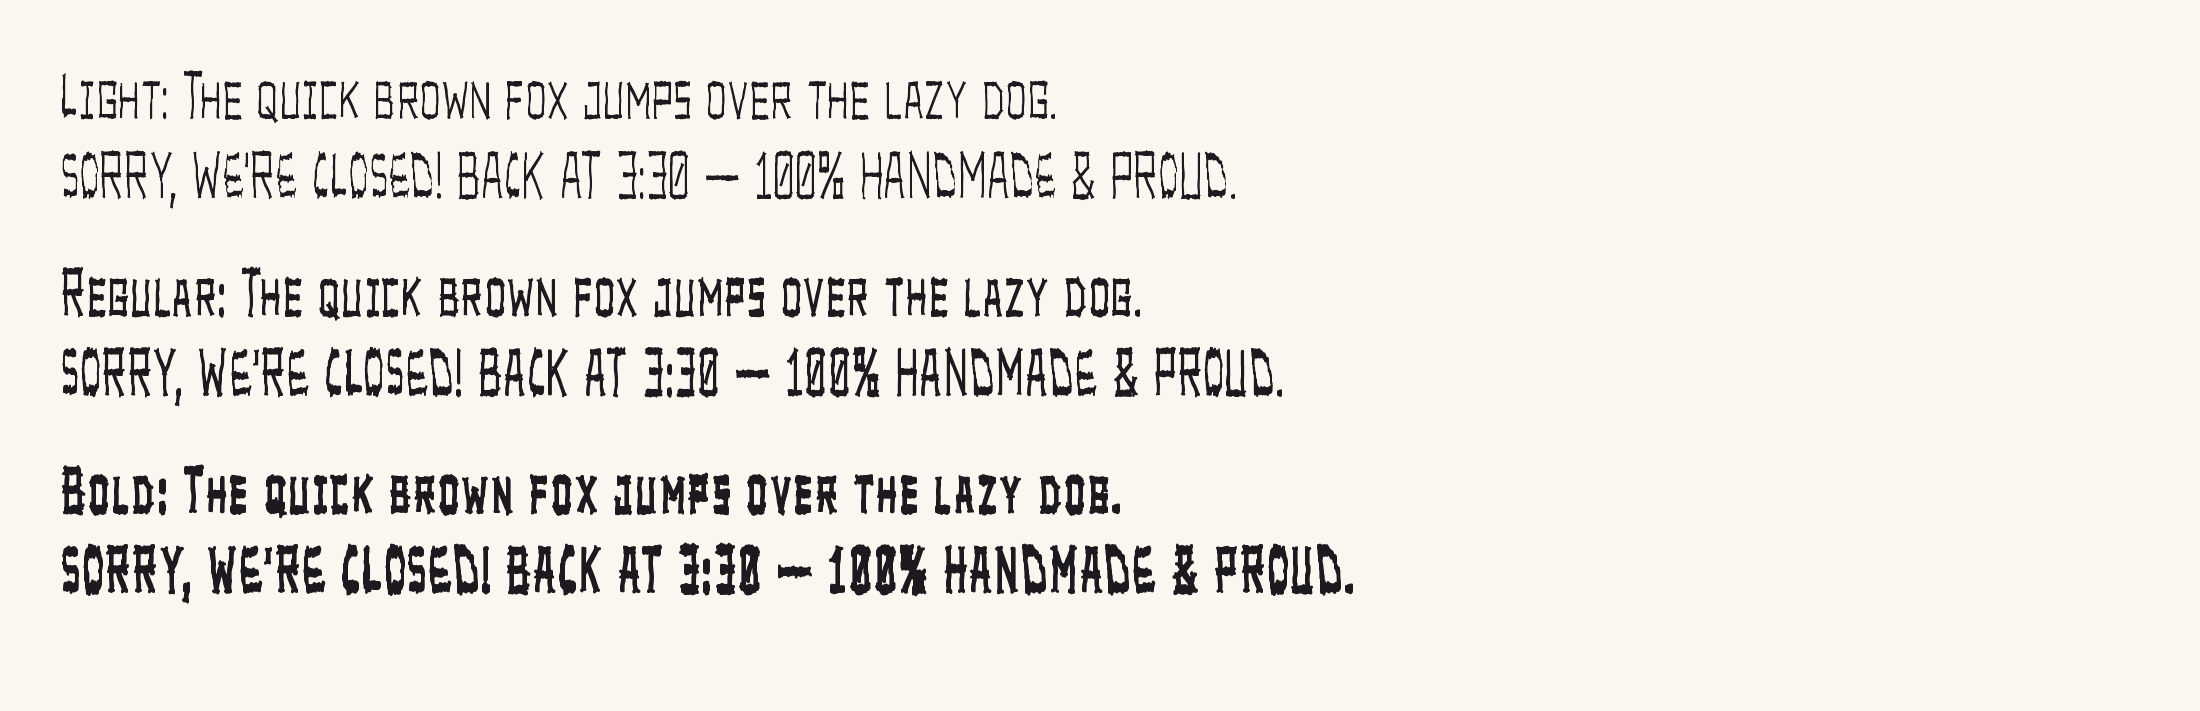 Light: The quick brown fox jumps over the lazy dog.
SORRY, WE'RE CLOSED! BACK AT 3:30 — 100% HANDMADE & PROUD.
Regular: The quick brown fox jumps over the lazy dog.
SORRY, WE'RE CLOSED! BACK AT 3:30 — 100% HANDMADE & PROUD.
Bold: The quick brown fox jumps over the lazy dog.
SORRY, WE'RE CLOSED! BACK AT 3:30 — 100% HANDMADE & PROUD.